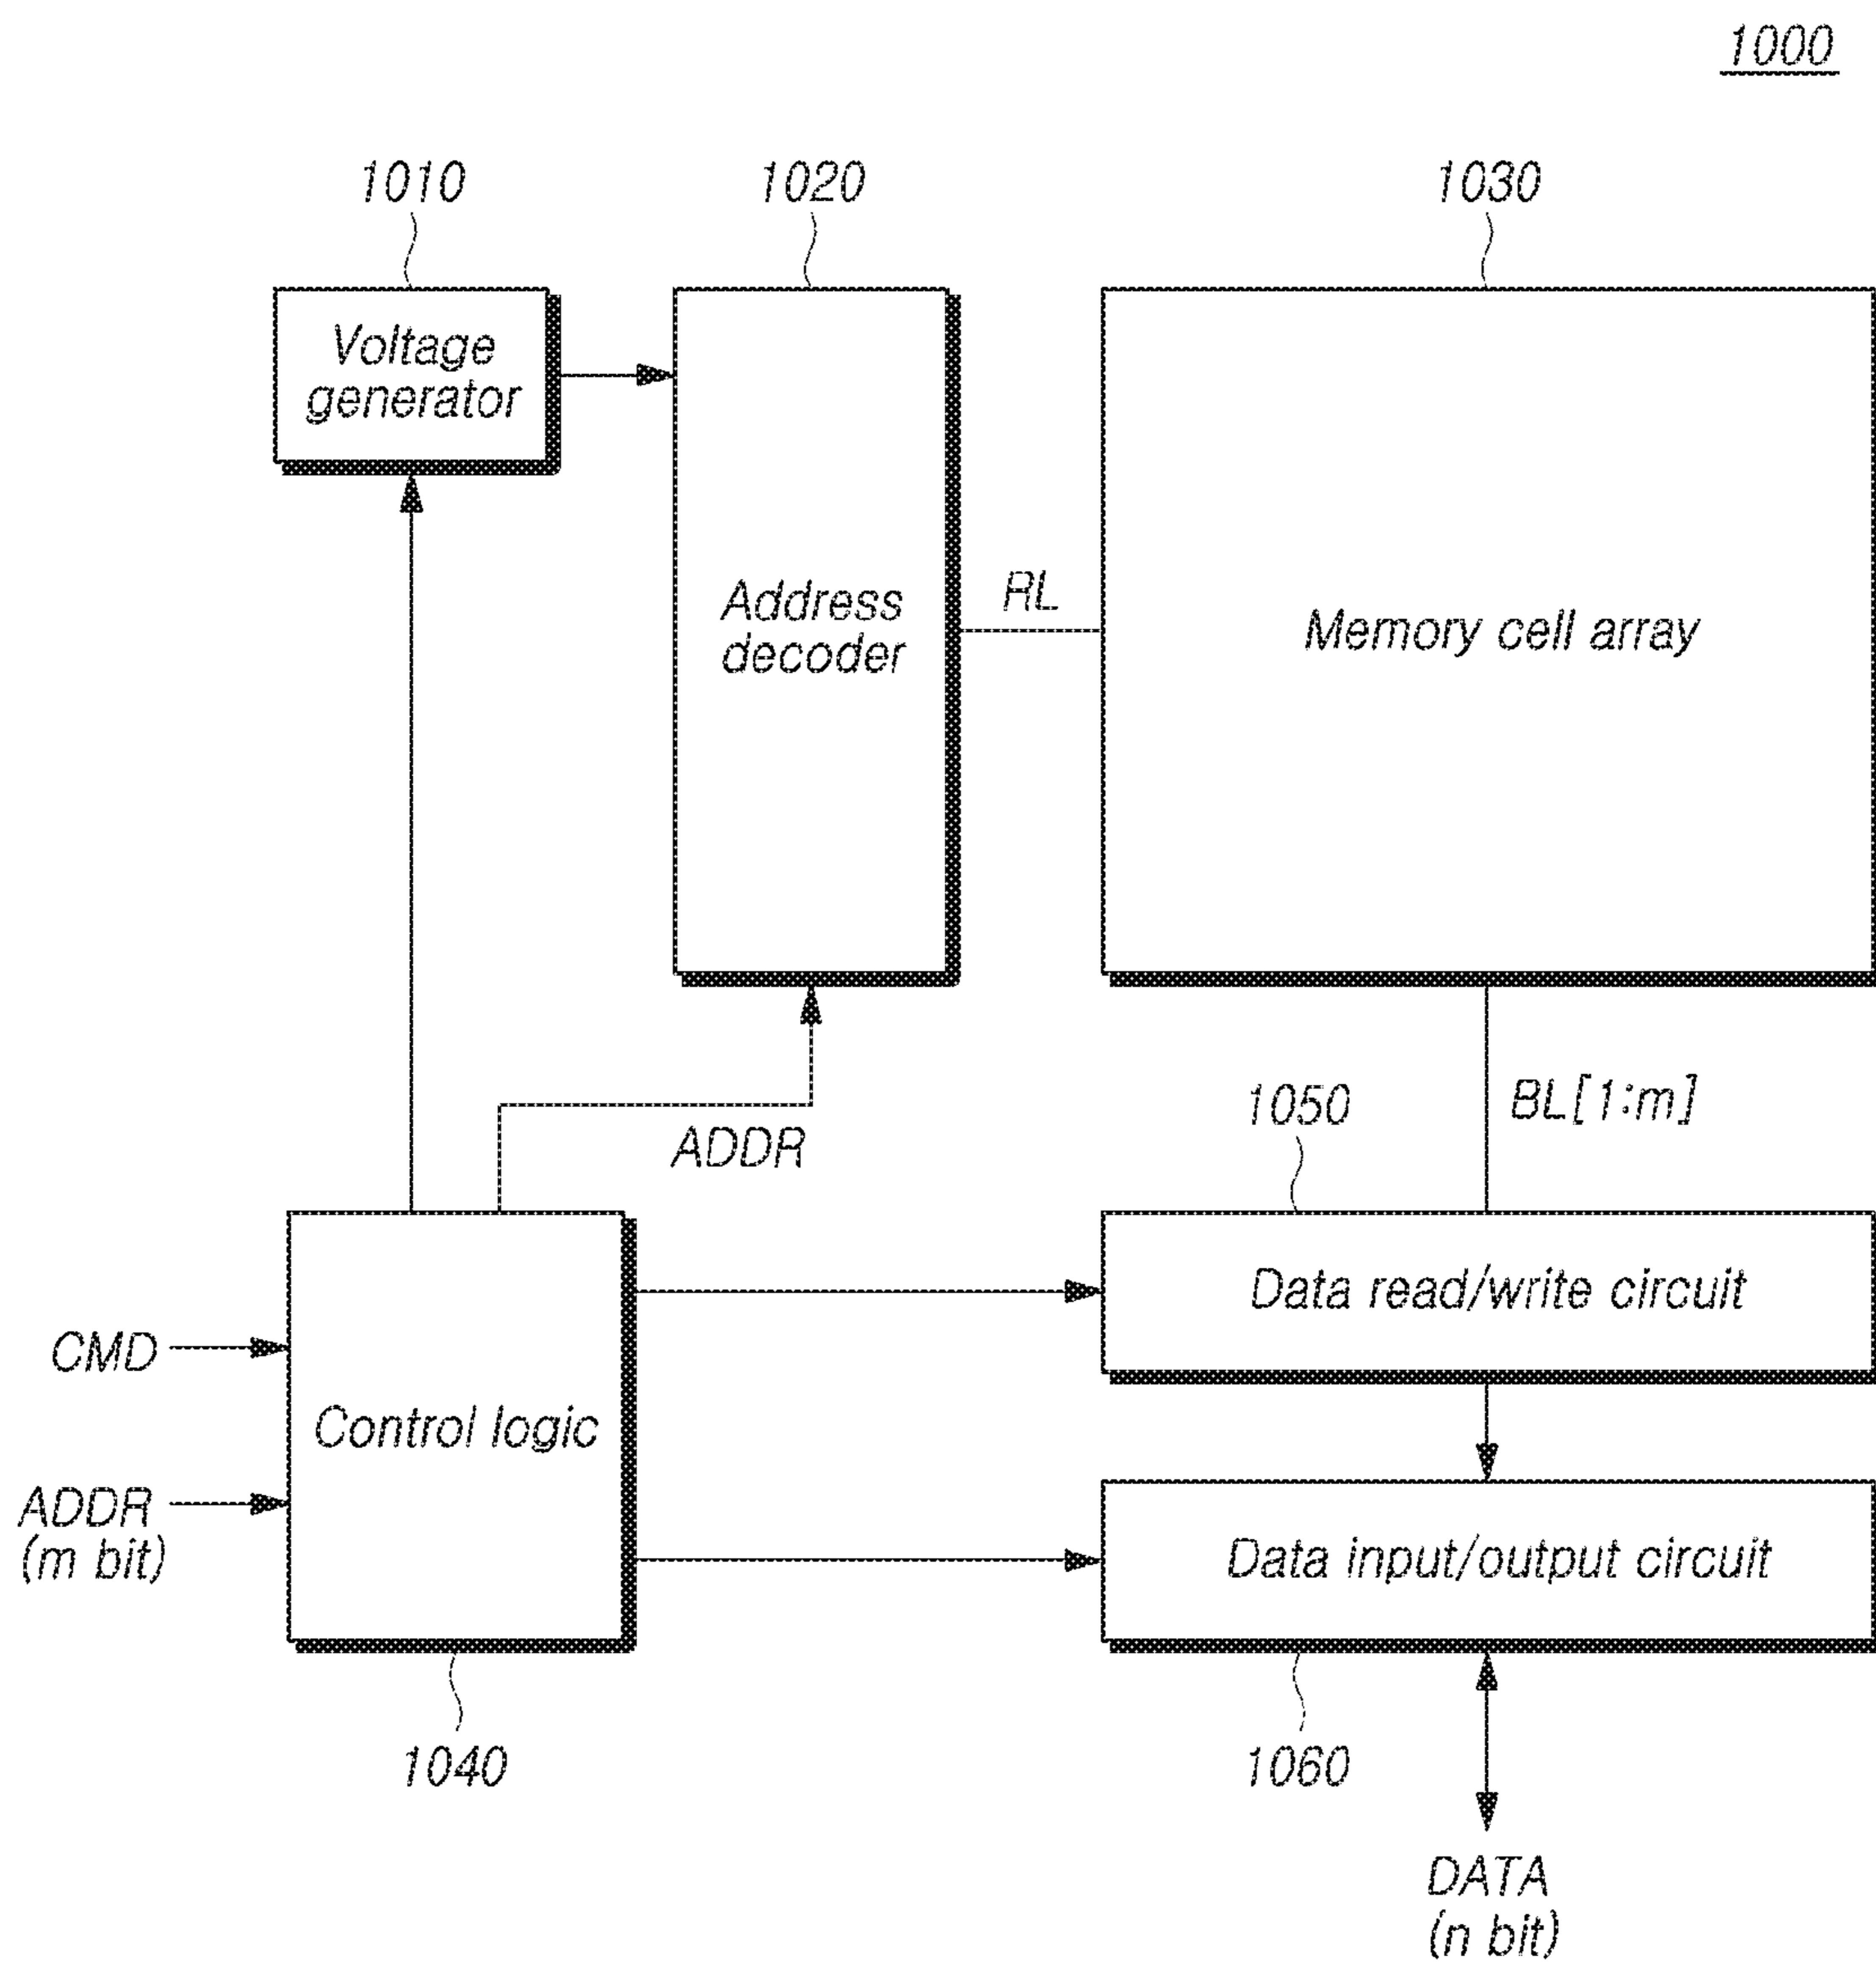 1000
1010
1020
1030
Voltage
generator
Address
decoder
RL
Memory cell array
ADDR
1050
BL[1:m]
CMD
ADDR
(m bit)
Control logic
Data read/write circuit
Data input/output circuit
1040
1060
DATA
(n bit)